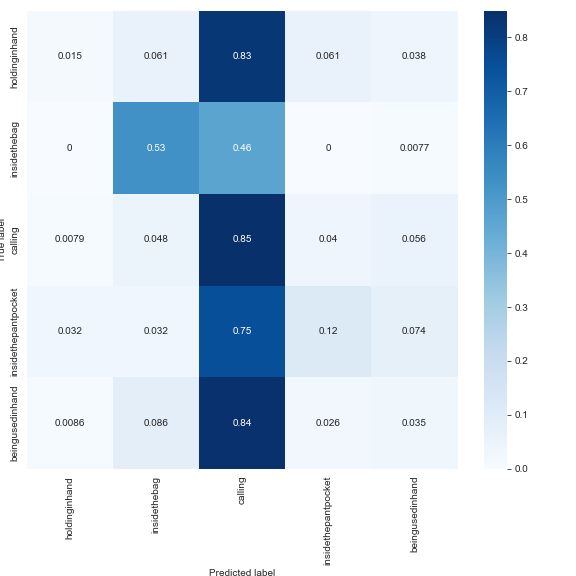 holdinginhand 0.015 0.061 0.83 0.061 0.038
insidethebag 0 0.53 0.46 0 0.0077
calling 0.0079 0.048 0.85 0.04 0.056
insidethepantpocket 0.032 0.032 0.75 0.12 0.074
beingusedinhand 0.0086 0.086 0.84 0.026 0.035
True label
holdinginhand insidethebag calling insidethepantpocket beingusedinhand
Predicted label
0.8
0.7
0.6
0.5
0.4
0.3
0.2
0.1
0.0